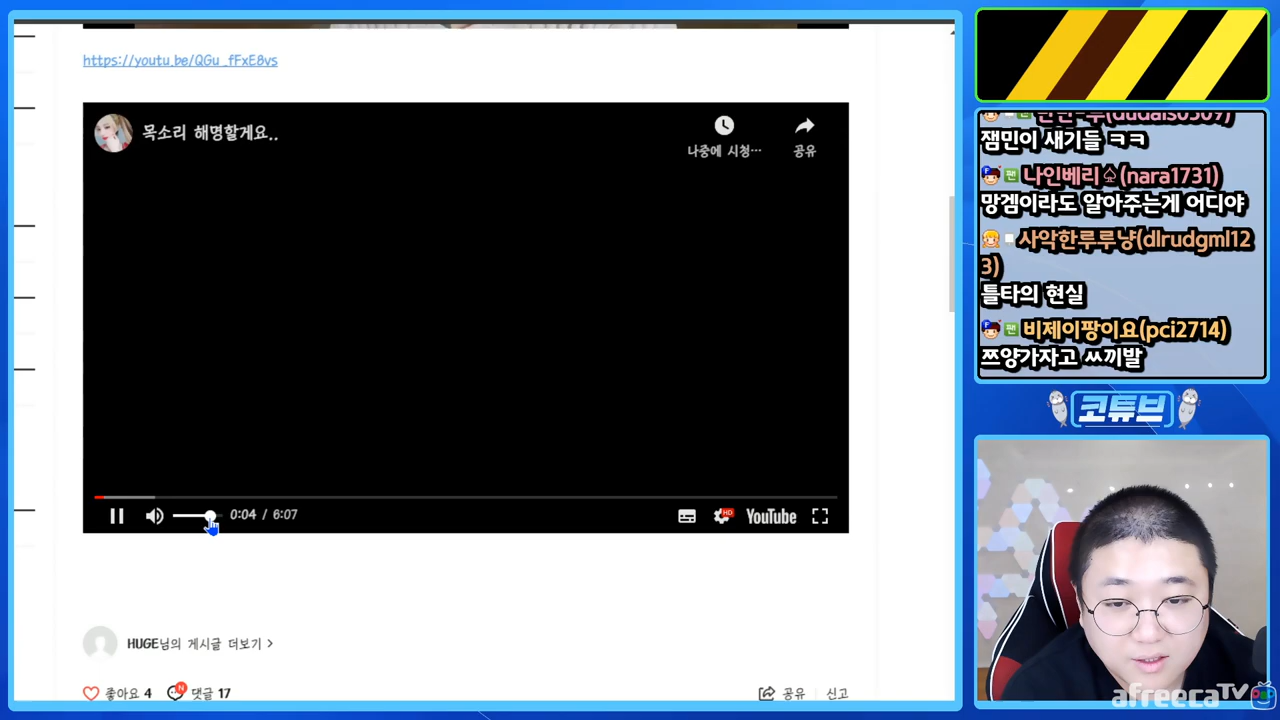 https://youtu.be/QGu_fFxE8vs
목소리 해명할게요..
나중에 시청…
공유
0:04 / 6:07
HD
YouTube
HUGE님의 게시글 더보기 >
좋아요 4
N
댓글 17
공유
신고
잼민이 새기들 ㅋㅋ
팬 나인베리♤(nara1731)
망겜이라도 알아주는게 어디야
사악한루루냥(dlrudgml12
3)
틀타의 현실
팬 비제이팡이요(pci2714)
쯔양가자고 ㅆ끼발
코튜브
afreecaTV